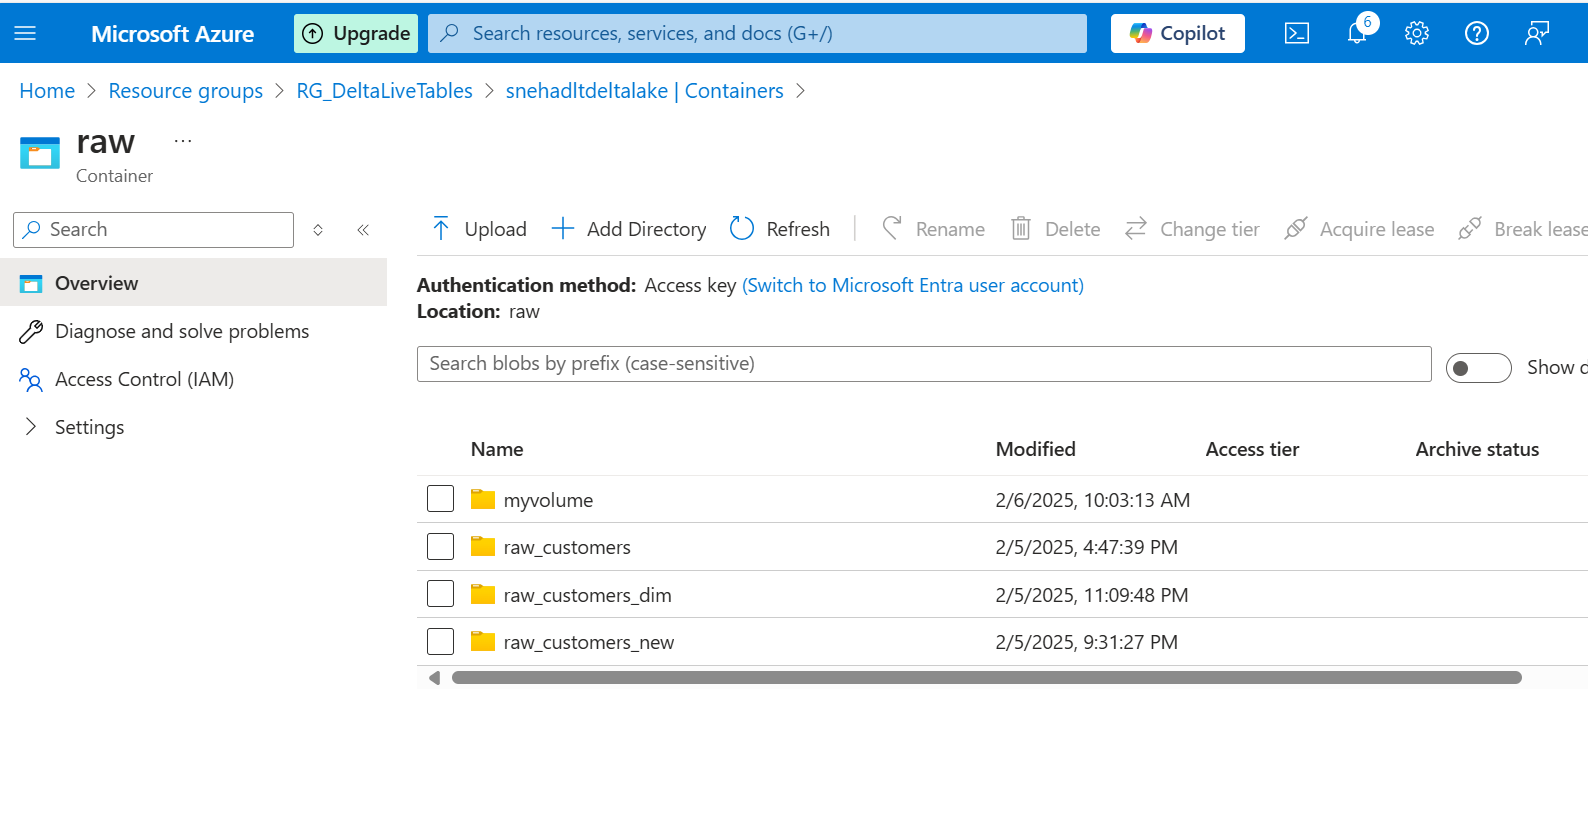 Microsoft Azure Upgrade Search resources, services, and docs (G+/) Copilot 6
Home > Resource groups > RG_DeltaLiveTables > snehadltdeltalake | Containers >
raw ...
Container
Search
Upload Add Directory Refresh Rename Delete Change tier Acquire lease Break lease
Overview
Diagnose and solve problems
Access Control (IAM)
Settings
Authentication method: Access key (Switch to Microsoft Entra user account)
Location: raw
Search blobs by prefix (case-sensitive) Show d
Name Modified Access tier Archive status
myvolume 2/6/2025, 10:03:13 AM
raw_customers 2/5/2025, 4:47:39 PM
raw_customers_dim 2/5/2025, 11:09:48 PM
raw_customers_new 2/5/2025, 9:31:27 PM